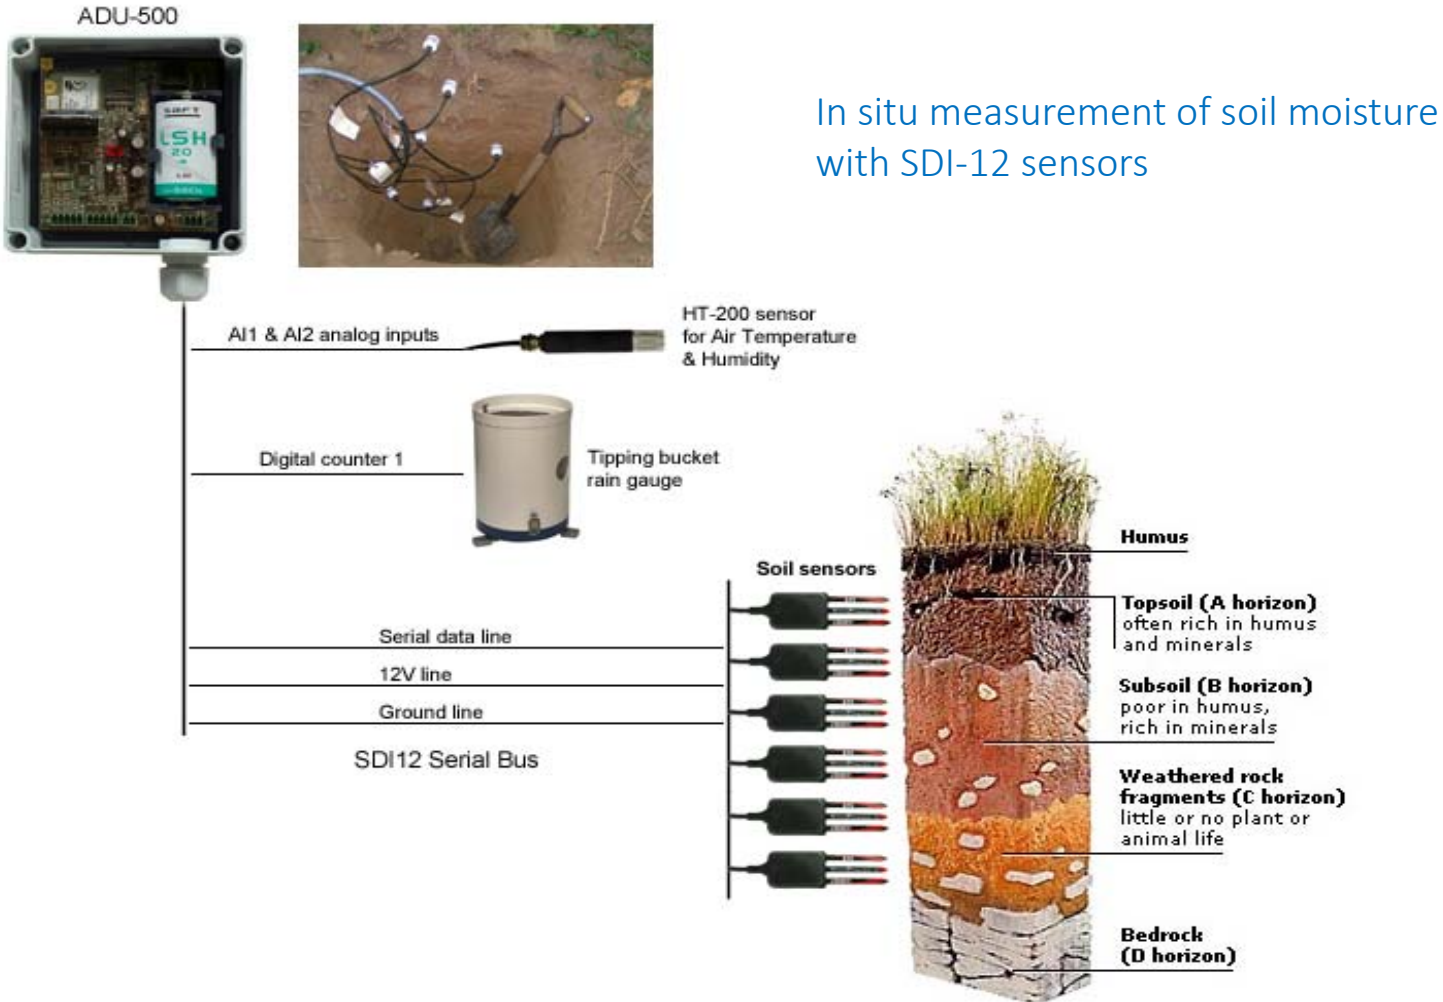 ADU-500
SAFT
LSH
20
In situ measurement of soil moisture
with SDI-12 sensors
AI1 & AI2 analog inputs
HT-200 sensor
for Air Temperature
& Humidity
Digital counter 1
Tipping bucket
rain gauge
Soil sensors
Serial data line
12V line
Ground line
SDI12 Serial Bus
Humus
Topsoil (A horizon)
often rich in humus
and minerals
Subsoil (B horizon)
poor in humus,
rich in minerals
Weathered rock
fragments (C horizon)
little or no plant or
animal life
Bedrock
(D horizon)